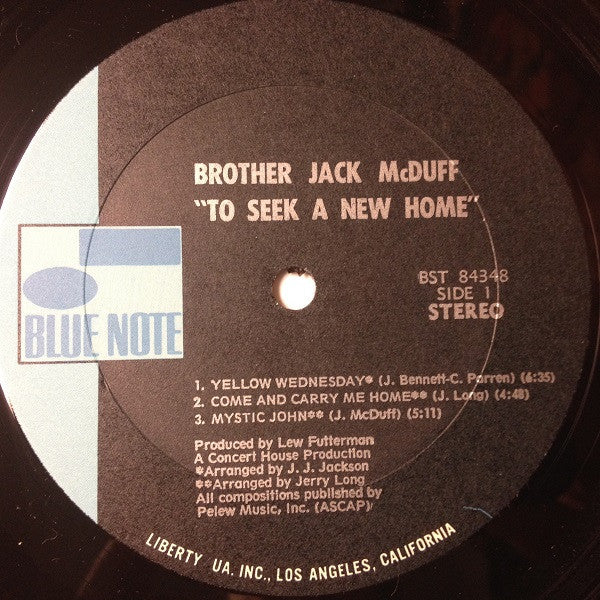 BROTHER JACK McDUFF
"TO SEEK A NEW HOME"
BLUE NOTE
BST 84348
SIDE 1
STEREO
1. YELLOW WEDNESDAY* (J. Bennett-C. Parren) (6:35)
2. COME AND CARRY ME HOME** (J. Long) (4:48)
3. MYSTIC JOHN** (J. McDuff) (5:11)
Produced by Lew Futterman
A Concert House Production
*Arranged by J. J. Jackson
**Arranged by Jerry Long
All compositions published by
Pelew Music, Inc. (ASCAP)
LIBERTY UA, INC., LOS ANGELES, CALIFORNIA